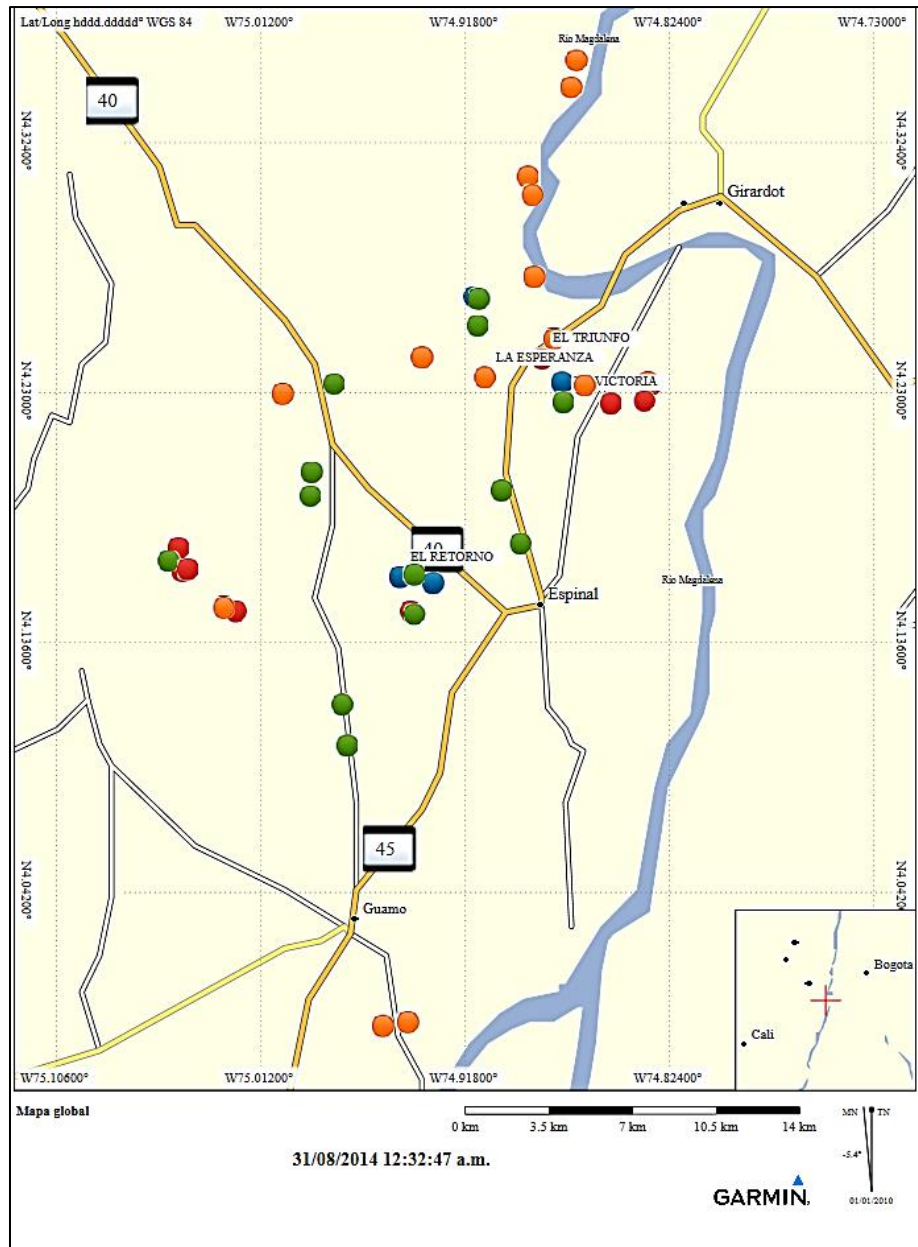 Lat/Long hddd.ddddd° WGS 84
W75.01200°
W74.91800°
W74.82400°
W74.73000°
Rio Magdalena
40
N4.32400°
N4.32400°
Girardot
EL TRIUNFO
LA ESPERANZA
VICTORIA
N4.23000°
N4.23000°
40
EL RETORNO
Rio Magdalena
Espinal
N4.13600°
N4.13600°
45
N4.04200°
N4.04200°
Guamo
Bogota
Cali
W75.10600°
W75.01200°
W74.91800°
W74.82400°
Mapa global
0 km
3.5 km
7 km
10.5 km
14 km
MN
TN
-5.4°
31/08/2014 12:32:47 a.m.
GARMIN
01/01/2010